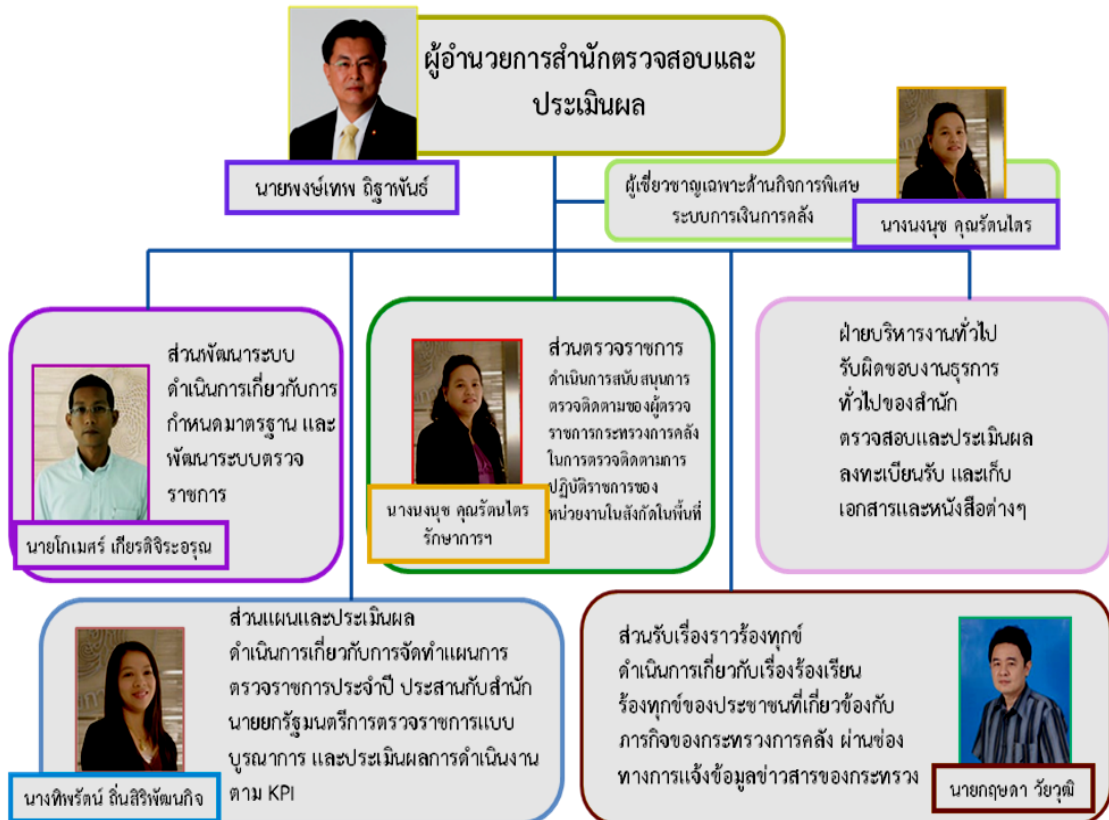 ผู้อำนวยการสำนักตรวจสอบและ
ประเมินผล
นายพงษ์เทพ ถิฐาพันธ์
ผู้เชี่ยวชาญเฉพาะด้านกิจการพิเศษ
ระบบการเงินการคลัง
นางนงนุช คุณรัตนไตร
ส่วนพัฒนาระบบ
ดำเนินการเกี่ยวกับการ
กำหนดมาตรฐาน และ
พัฒนาระบบตรวจ
ราชการ
นายโกเมศร์ เกียรติจิระอรุณ
ส่วนตรวจราชการ
ดำเนินการสนับสนุนการ
ตรวจติดตามของผู้ตรวจ
ราชการกระทรวงการคลัง
ในการตรวจติดตามการ
ปฏิบัติราชการของ
หน่วยงานในสังกัดในพื้นที่
นางนงนุช คุณรัตนไตร
รักษาการฯ
ฝ่ายบริหารงานทั่วไป
รับผิดชอบงานธุรการ
ทั่วไปของสำนัก
ตรวจสอบและประเมินผล
ลงทะเบียนรับ และเก็บ
เอกสารและหนังสือต่างๆ
ส่วนแผนและประเมินผล
ดำเนินการเกี่ยวกับการจัดทำแผนการ
ตรวจราชการประจำปี ประสานกับสำนัก
นายยกรัฐมนตรีการตรวจราชการแบบ
บูรณาการ และประเมินผลการดำเนินงาน
ตาม KPI
นางทิพรัตน์ ถิ่นสิริพัฒนกิจ
ส่วนรับเรื่องราวร้องทุกข์
ดำเนินการเกี่ยวกับเรื่องร้องเรียน
ร้องทุกข์ของประชาชนที่เกี่ยวข้องกับ
ภารกิจของกระทรวงการคลัง ผ่านช่อง
ทางการแจ้งข้อมูลข่าวสารของกระทรวง
นายกฤษดา วัยวุฒิ